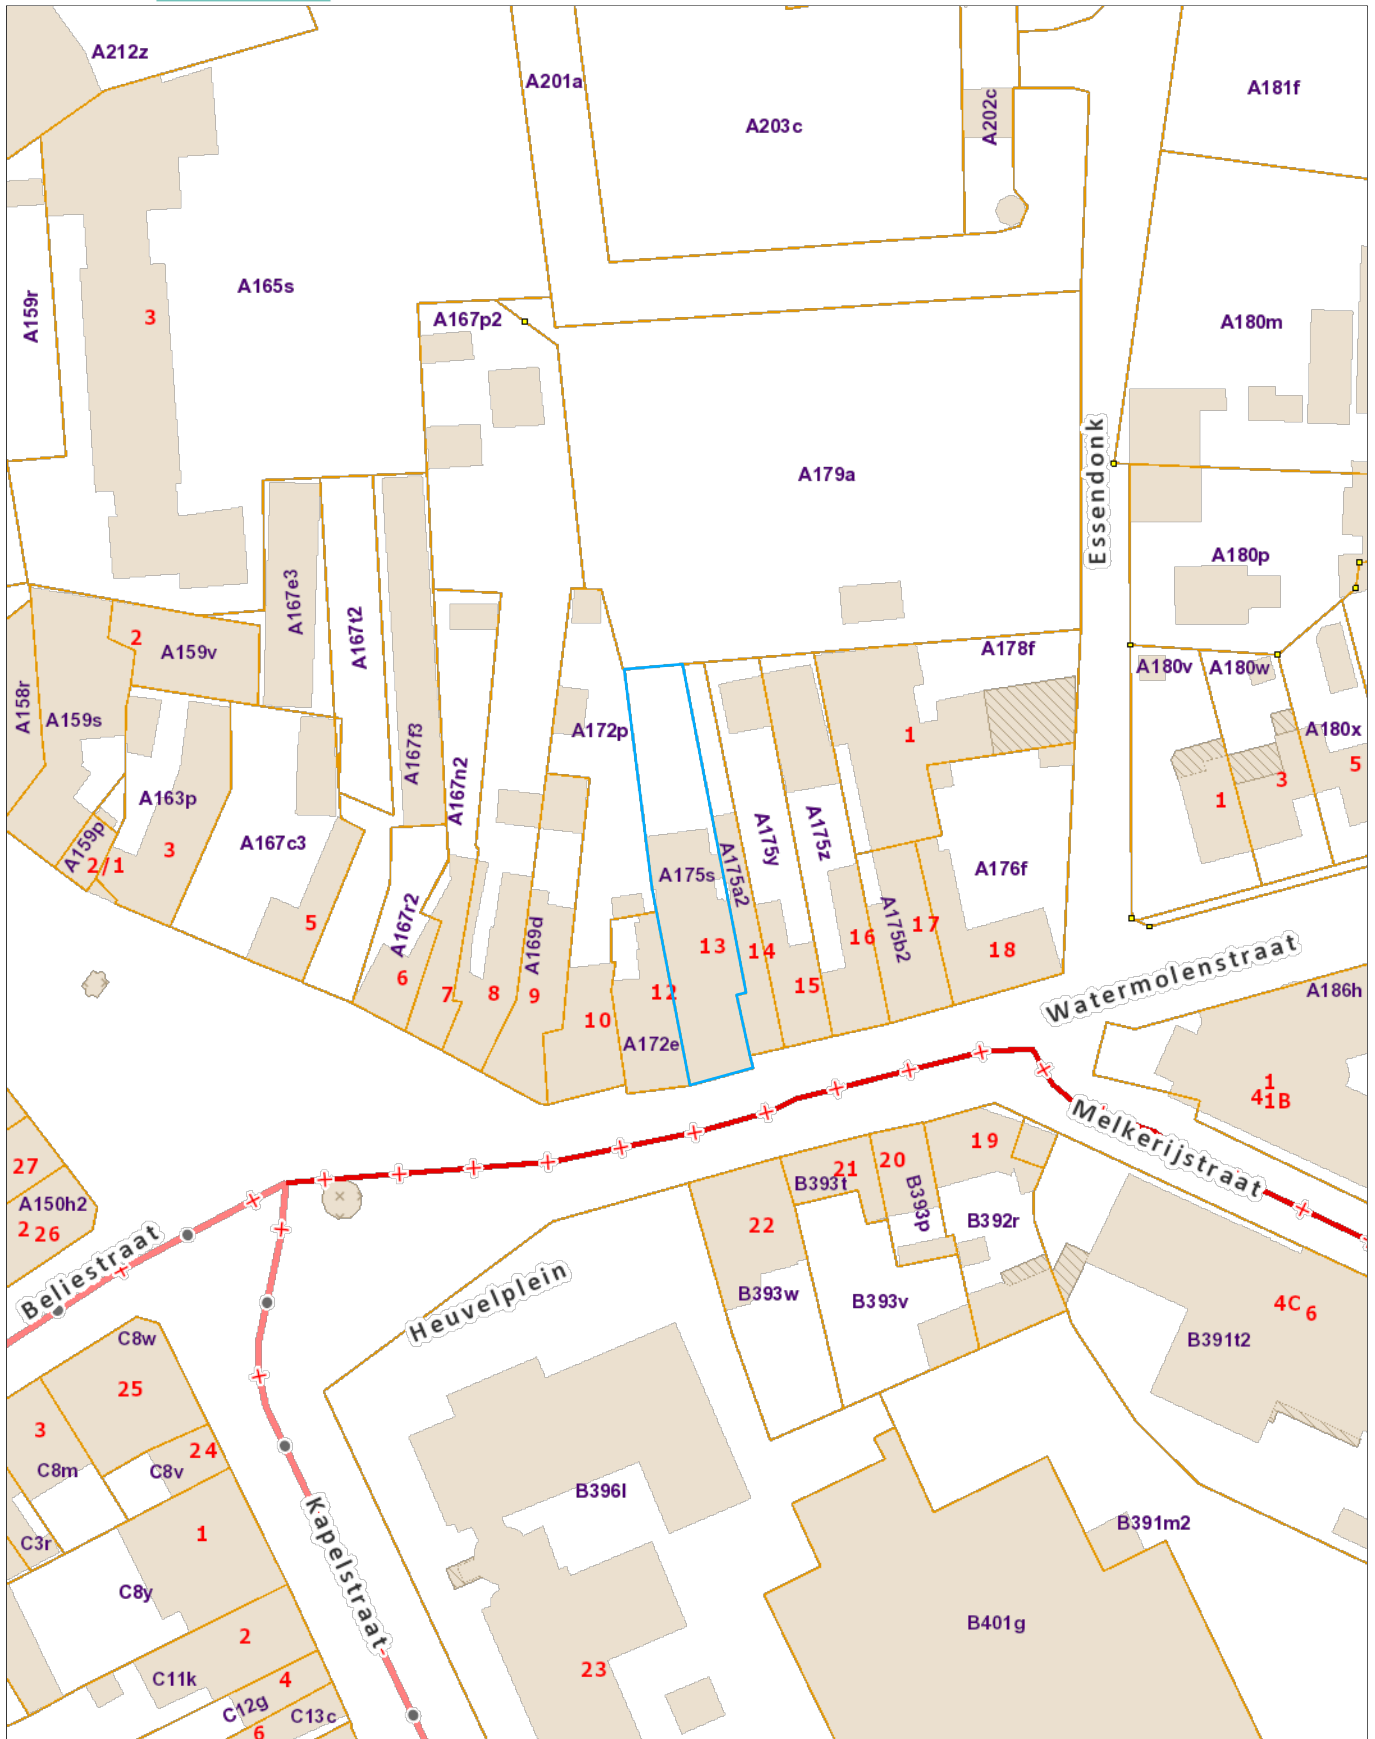 A212z
A201a
A203c
A202c
A181f
A159r
3
A165s
A167p2
A180m
A179a
Essendonk
A180p
A167e3
A167t2
2
A159v
A178f
A180v
A180w
A158r
A159s
A167f3
A172p
1
A180x
5
A163p
A167n2
A159p
2/1
3
A167c3
A175y
A175z
1
3
A175s
A175a2
A176f
5
A167r2
A169d
13
14
16
A175b2
17
18
6
7
8
9
10
12
15
A172e
Watermolenstraat
A186h
1
41B
Melkerijstraat
27
A150h2
2 26
Beliestraat
19
20
21
B393t
B393p
22
B392r
Heuvelplein
B393w
B393v
4C 6
B391t2
C8w
25
3
24
C8m
C8v
B396l
1
C3r
Kapelstraat
B391m2
C8y
B401g
2
C11k
4
23
C12g
C13c
6